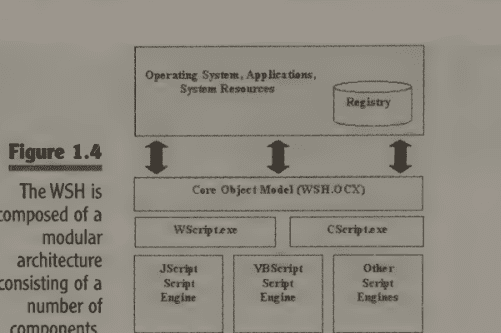 Operating System, Applications,
System Resources
Registry
Figure 1.4
The WSH is
composed of a
modular
architecture
consisting of a
number of
components.
Core Object Model (WSH.OCX)
WScript.exe
CScript.exe
JScript
Script
Engine
VBScript
Script
Engine
Other
Script
Engines